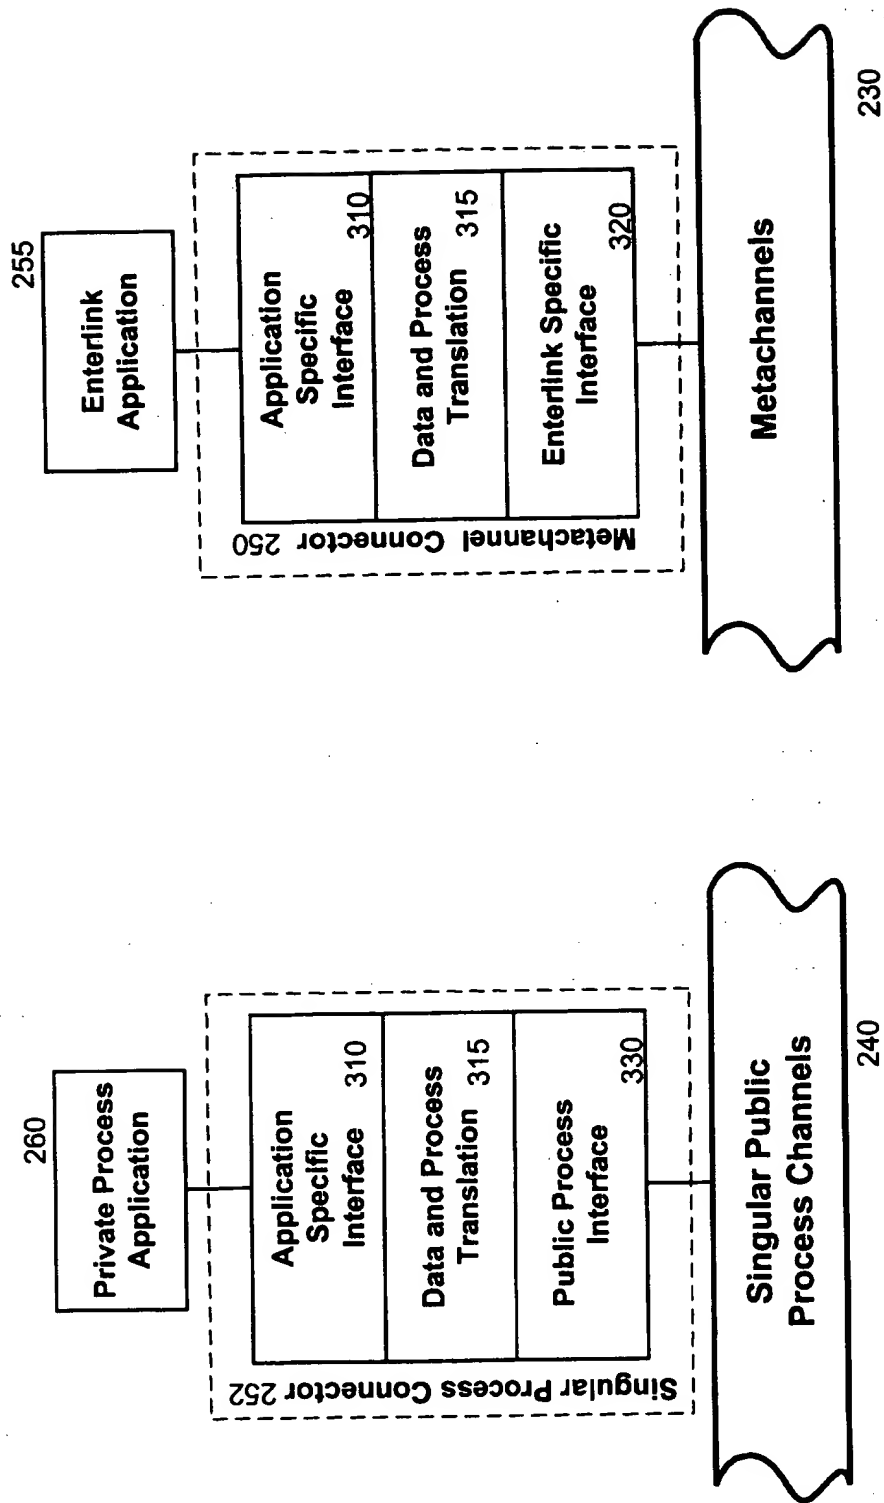 260
Private Process
Application
Application
Specific
Interface
310
Data and Process
Translation
315
Public Process
Interface
330
Singular Process Connector 252
Singular Public
Process Channels
240
255
Enterlink
Application
Application
Specific
Interface
310
Data and Process
Translation
315
Enterlink Specific
Interface
320
Metachannel Connector 250
Metachannels
230